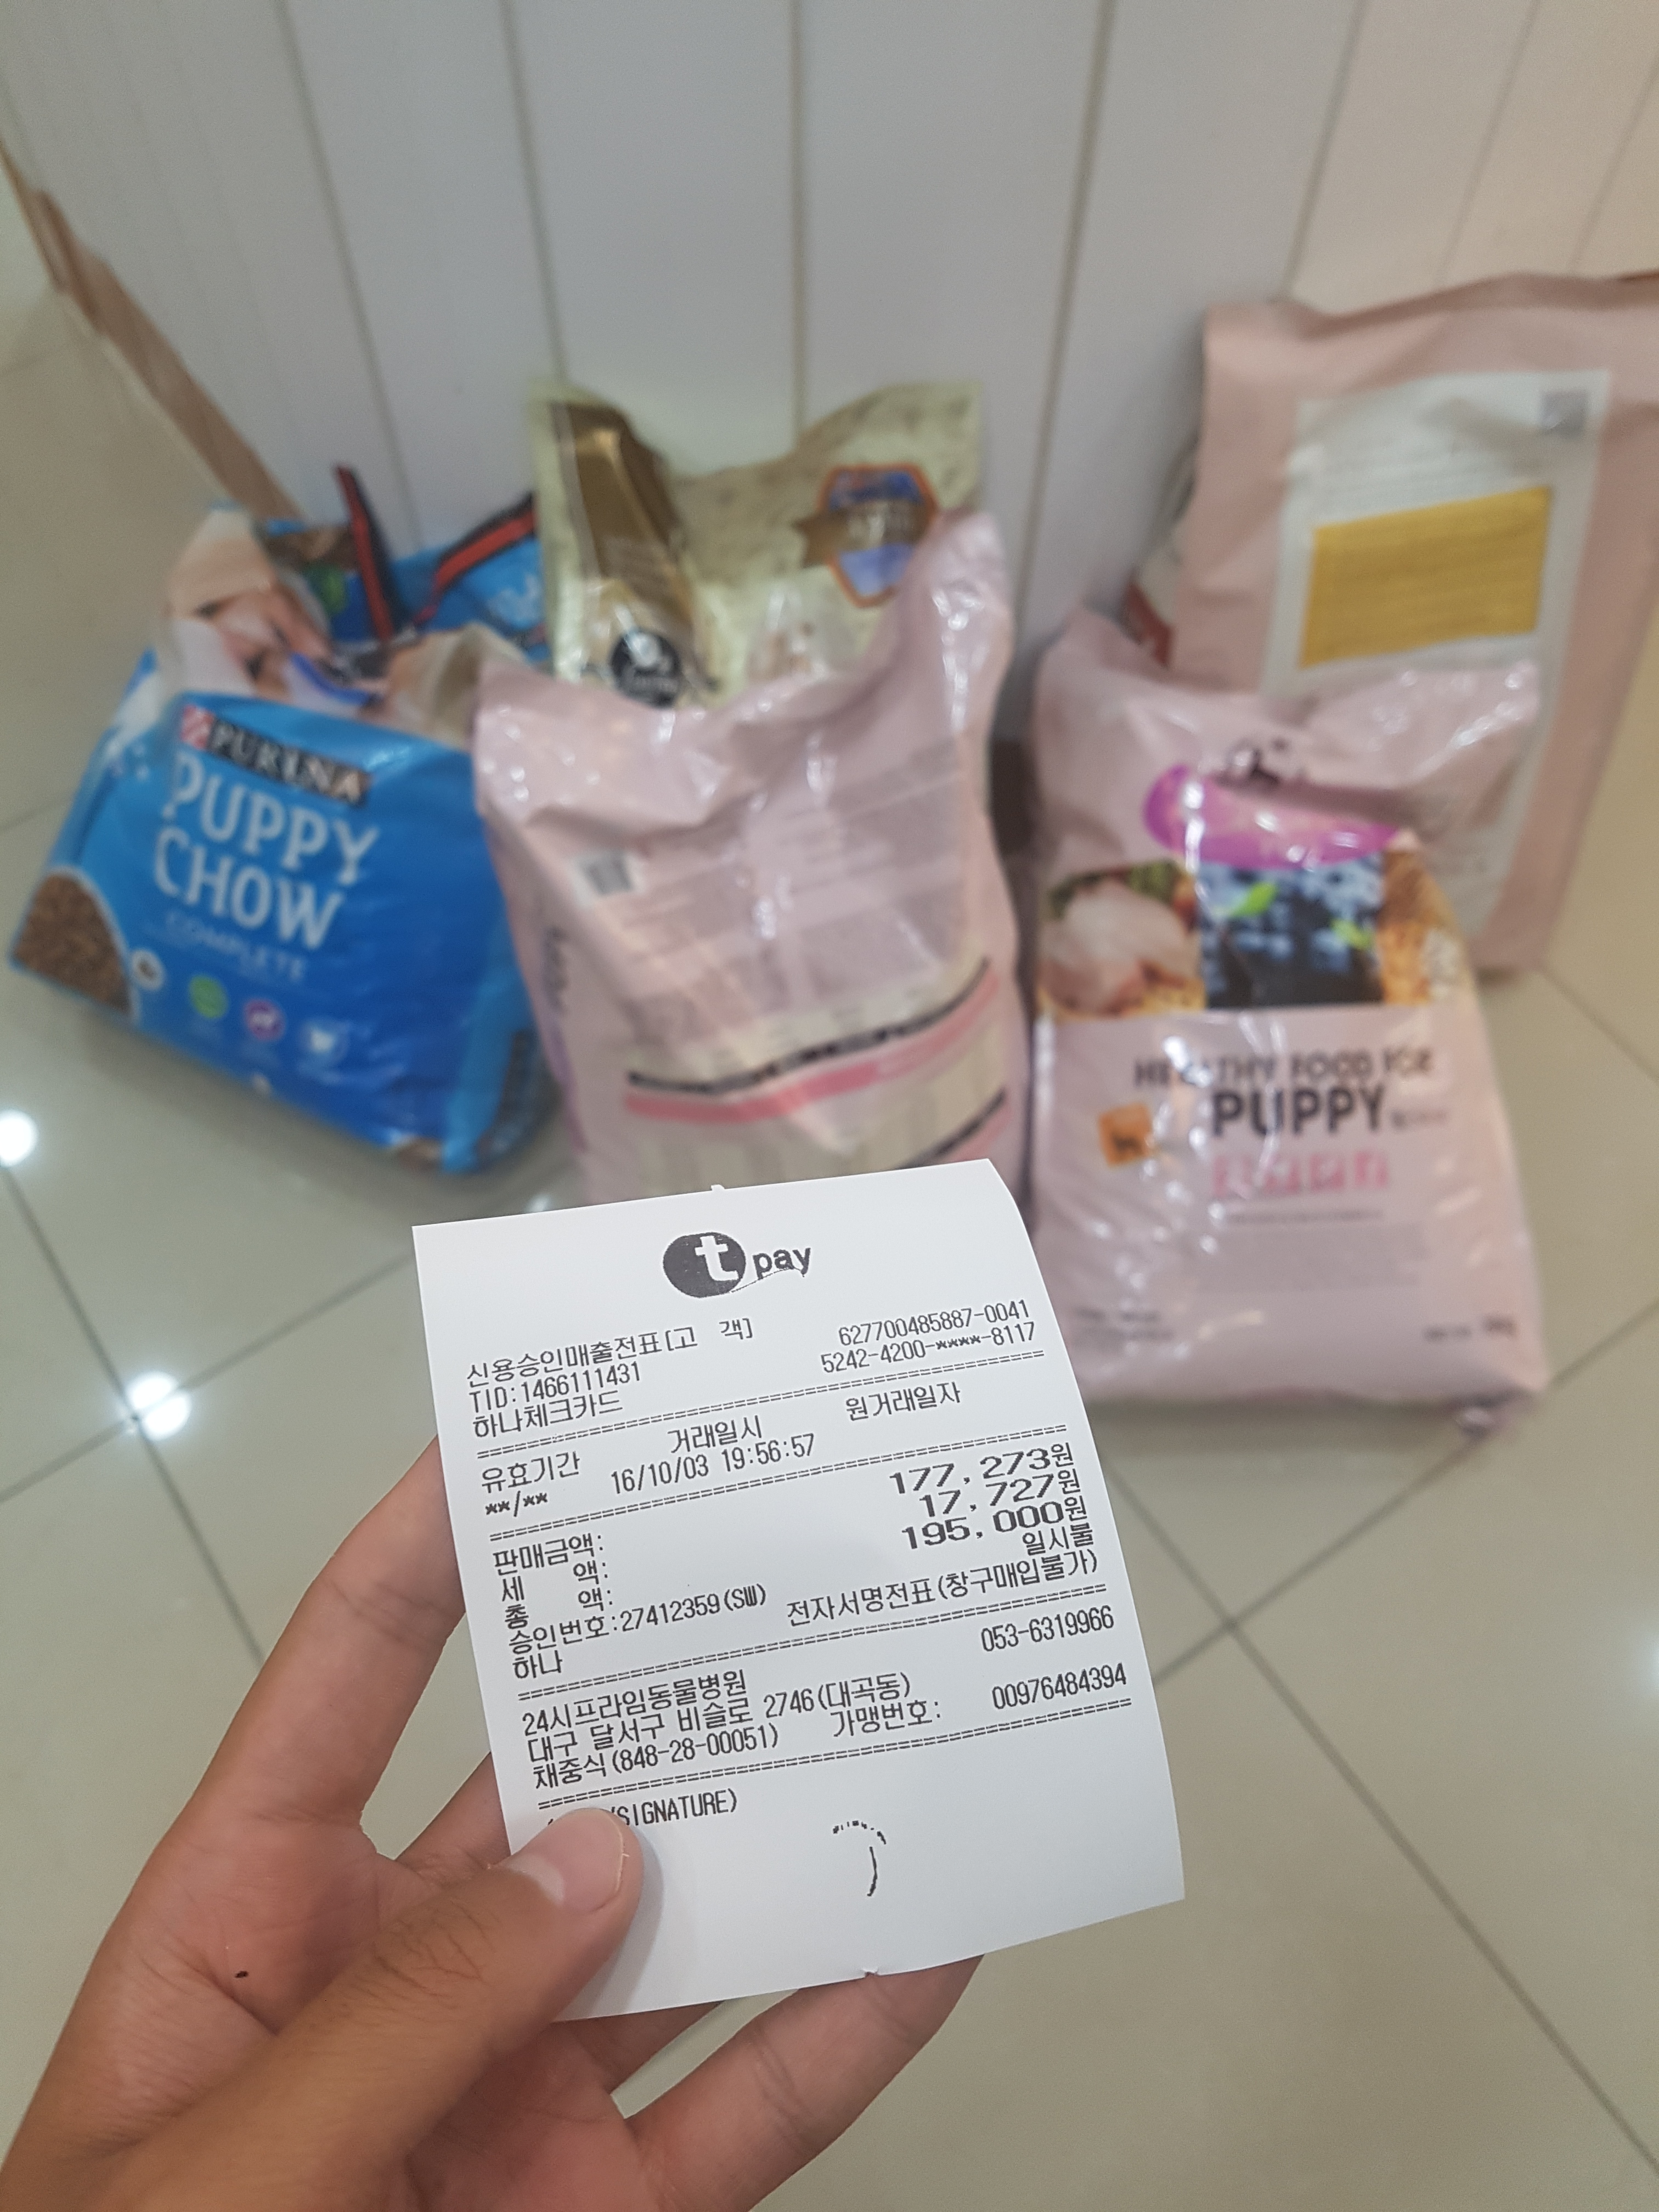 PURINA
PUPPY
CHOW
COMPLETE
HEALTHY FOOD FOR
PUPPY
t pay
신용승인매출전표[고 객]
627700485887-0041
TID:1466111431
5242-4200-****-8117
하나체크카드
==============================
유효기간 거래일시 원거래일자
**/** 16/10/03 19:56:57
==============================
판매금액: 177,273원
세 액: 17,727원
총 액: 195,000원
승인번호:27412359(SW) 일시불
하나 전자서명전표(창구매입불가)
==============================
24시프라임동물병원 053-6319966
대구 달서구 비슬로 2746(대곡동)
채중식(848-28-00051) 가맹번호: 00976484394
==============================
SIGNATURE)